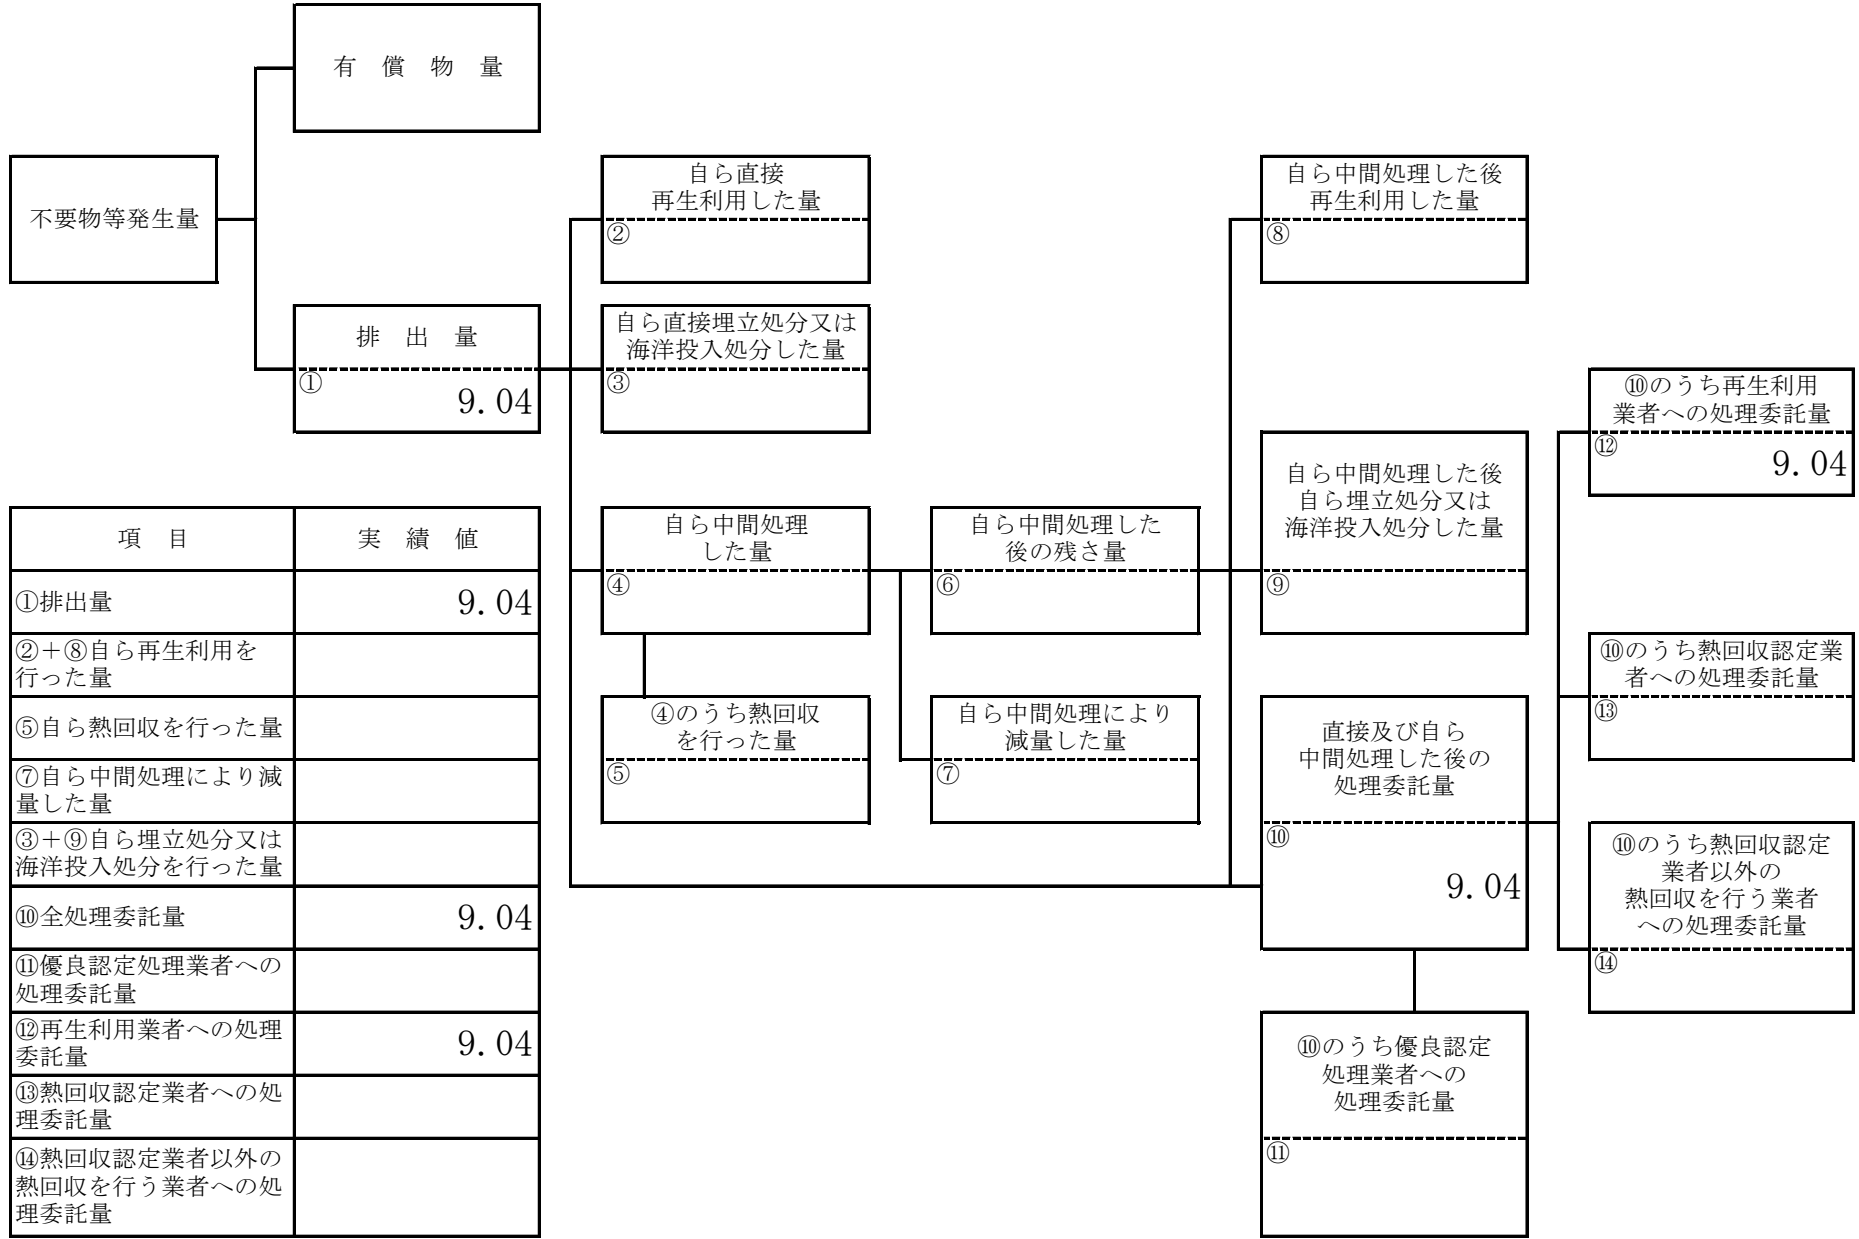 有　償　物　量
不要物等発生量
排　出　量
①
9.04
自ら直接
再生利用した量
②
自ら直接埋立処分又は
海洋投入処分した量
③
自ら中間処理
した量
④
④のうち熱回収
を行った量
⑤
自ら中間処理した
後の残さ量
⑥
自ら中間処理により
減量した量
⑦
自ら中間処理した後
再生利用した量
⑧
自ら中間処理した後
自ら埋立処分又は
海洋投入処分した量
⑨
直接及び自ら
中間処理した後の
処理委託量
⑩
9.04
⑩のうち優良認定
処理業者への
処理委託量
⑪
⑩のうち再生利用
業者への処理委託量
⑫
9.04
⑩のうち熱回収認定業
者への処理委託量
⑬
⑩のうち熱回収認定
業者以外の
熱回収を行う業者
への処理委託量
⑭
項　目　実　績　値
①排出量　9.04
②＋⑧自ら再生利用を
行った量
⑤自ら熱回収を行った量
⑦自ら中間処理により減
量した量
③＋⑨自ら埋立処分又は
海洋投入処分を行った量
⑩全処理委託量　9.04
⑪優良認定処理業者への
処理委託量
⑫再生利用業者への処理
委託量　9.04
⑬熱回収認定業者への処
理委託量
⑭熱回収認定業者以外の
熱回収を行う業者への処
理委託量